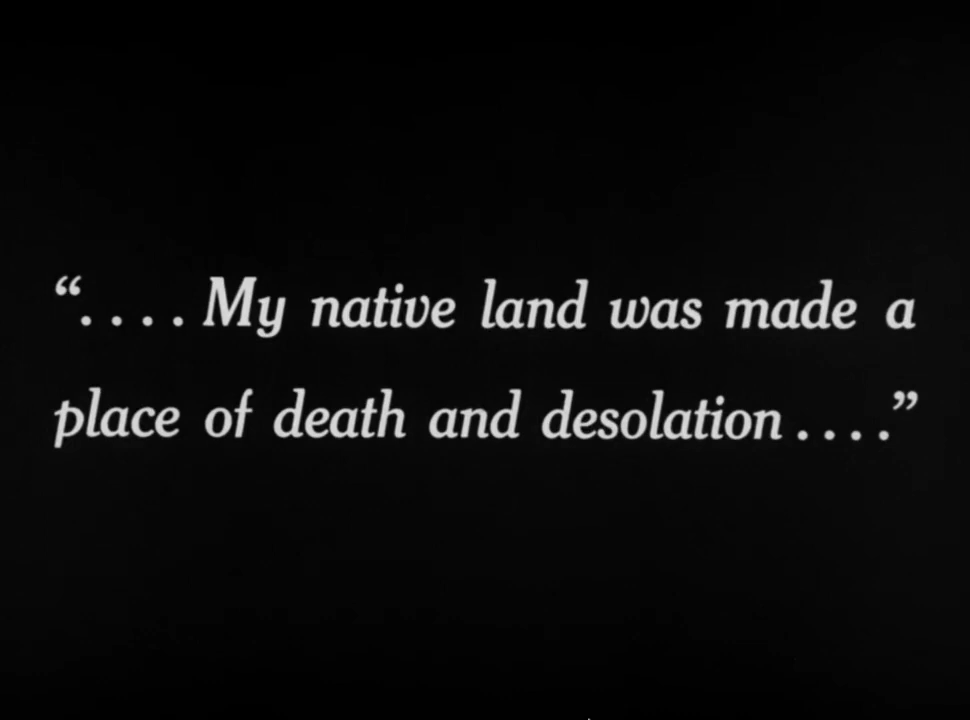 “. . . . My native land was made a
place of death and desolation . . . .”